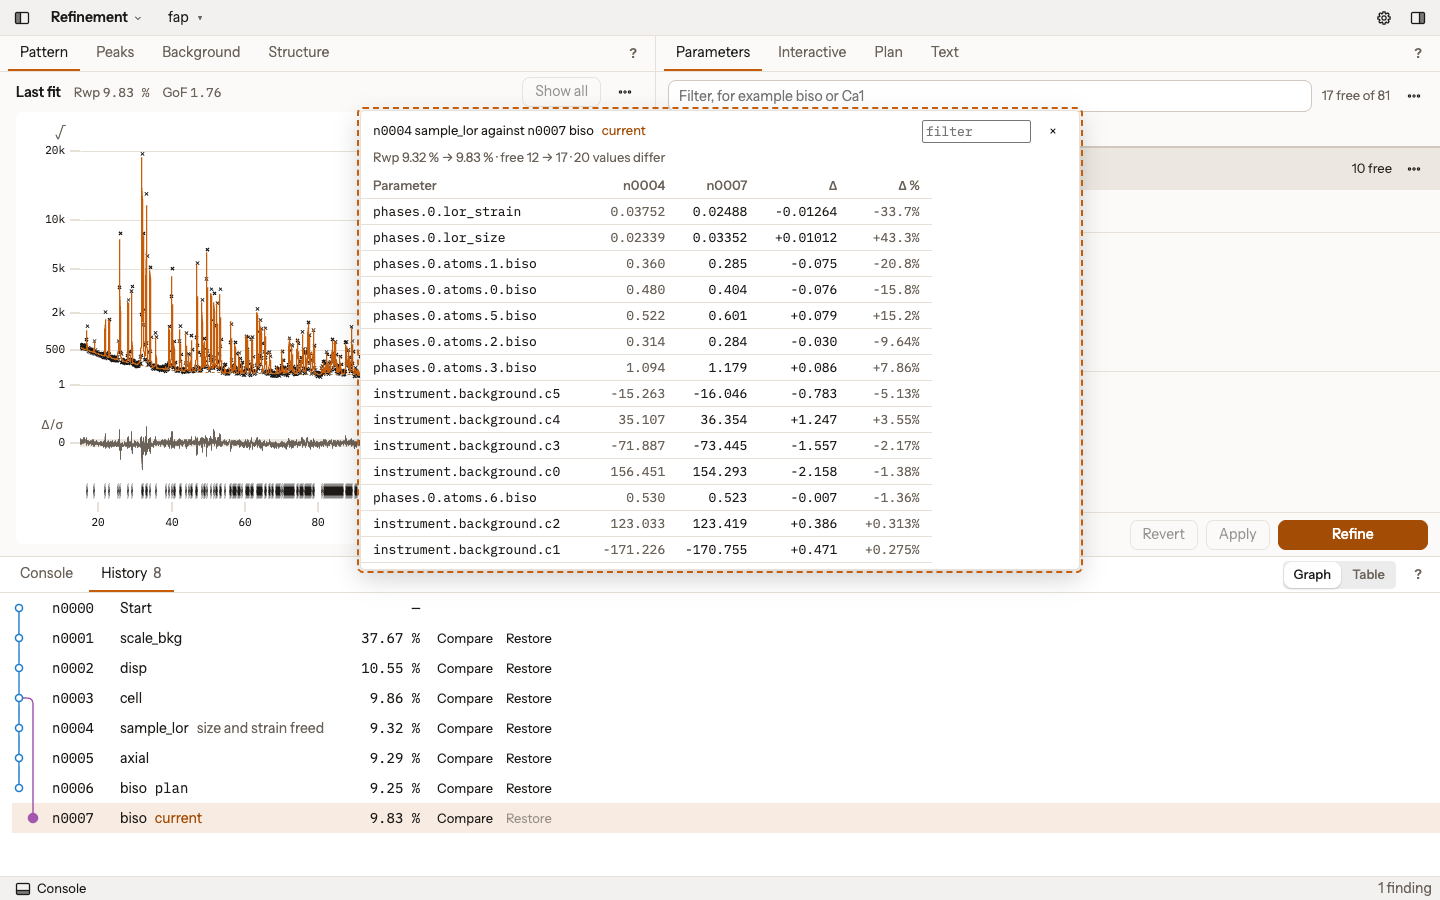 Refinement fap
Pattern Peaks Background Structure ?
Parameters Interactive Plan Text ?
Last fit Rwp 9.83 % GoF 1.76 Show all
Filter, for example biso or Ca1 17 free of 81
10 free
√
20k
10k
5k
2k
500
1
Δ/σ
0
20 40 60 80
n0004 sample_lor against n0007 biso current filter ×
Rwp 9.32 % → 9.83 % · free 12 → 17 · 20 values differ
Parameter n0004 n0007 Δ Δ %
phases.0.lor_strain 0.03752 0.02488 -0.01264 -33.7%
phases.0.lor_size 0.02339 0.03352 +0.01012 +43.3%
phases.0.atoms.1.biso 0.360 0.285 -0.075 -20.8%
phases.0.atoms.0.biso 0.480 0.404 -0.076 -15.8%
phases.0.atoms.5.biso 0.522 0.601 +0.079 +15.2%
phases.0.atoms.2.biso 0.314 0.284 -0.030 -9.64%
phases.0.atoms.3.biso 1.094 1.179 +0.086 +7.86%
instrument.background.c5 -15.263 -16.046 -0.783 -5.13%
instrument.background.c4 35.107 36.354 +1.247 +3.55%
instrument.background.c3 -71.887 -73.445 -1.557 -2.17%
instrument.background.c0 156.451 154.293 -2.158 -1.38%
phases.0.atoms.6.biso 0.530 0.523 -0.007 -1.36%
instrument.background.c2 123.033 123.419 +0.386 +0.313%
instrument.background.c1 -171.226 -170.755 +0.471 +0.275%
Revert Apply Refine
Console History 8 Graph Table ?
n0000 Start —
n0001 scale_bkg 37.67 % Compare Restore
n0002 disp 10.55 % Compare Restore
n0003 cell 9.86 % Compare Restore
n0004 sample_lor size and strain freed 9.32 % Compare Restore
n0005 axial 9.29 % Compare Restore
n0006 biso plan 9.25 % Compare Restore
n0007 biso current 9.83 % Compare Restore
Console 1 finding